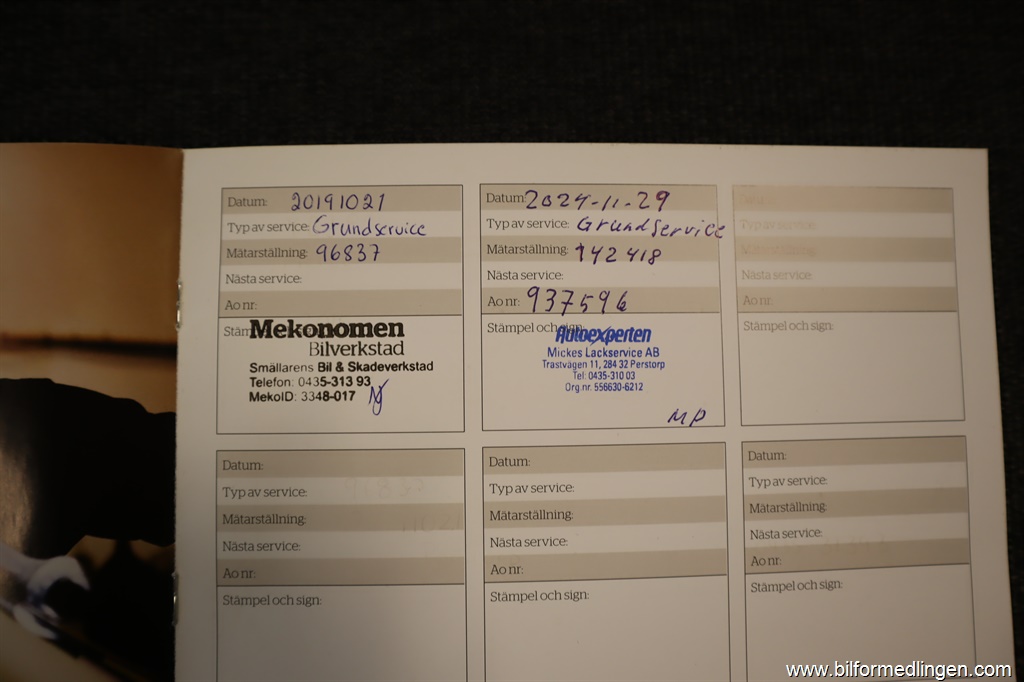 Datum: 20191021
Typ av service: Grundservice
Mätarställning: 96837
Nästa service:
Ao nr:
Mekonomen
Bilverkstad
Smällarens Bil & Skadeverkstad
Telefon: 0435-313 93
MekoID: 3348-017
Datum: 2024-11-29
Typ av service: Grundservice
Mätarställning: 142418
Nästa service:
Ao nr: 937596
Stämpel och sign:
Autoexperten
Mickes Lackservice AB
Trastvägen 11, 284 32 Perstorp
Tel: 0435-310 03
Org.nr. 556630-6212
MP
Datum:
Typ av service:
Mätarställning:
Nästa service:
Ao nr:
Stämpel och sign:
Datum:
Typ av service:
Mätarställning:
Nästa service:
Ao nr:
Stämpel och sign:
Datum:
Typ av service:
Mätarställning:
Nästa service:
Ao nr:
Stämpel och sign:
Datum:
Typ av service:
Mätarställning:
Nästa service:
Ao nr:
Stämpel och sign:
www.bilformedlingen.com